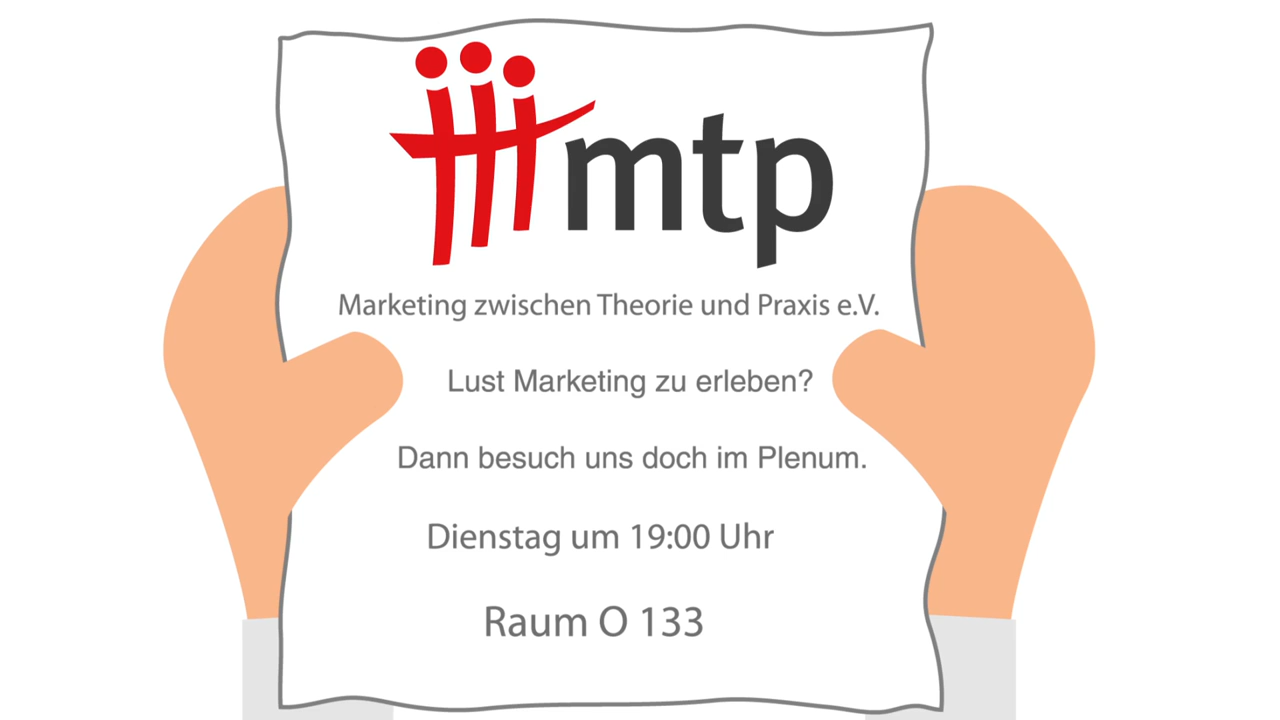 mtp
Marketing zwischen Theorie und Praxis e.V.
Lust Marketing zu erleben?
Dann besuch uns doch im Plenum.
Dienstag um 19:00 Uhr
Raum O 133